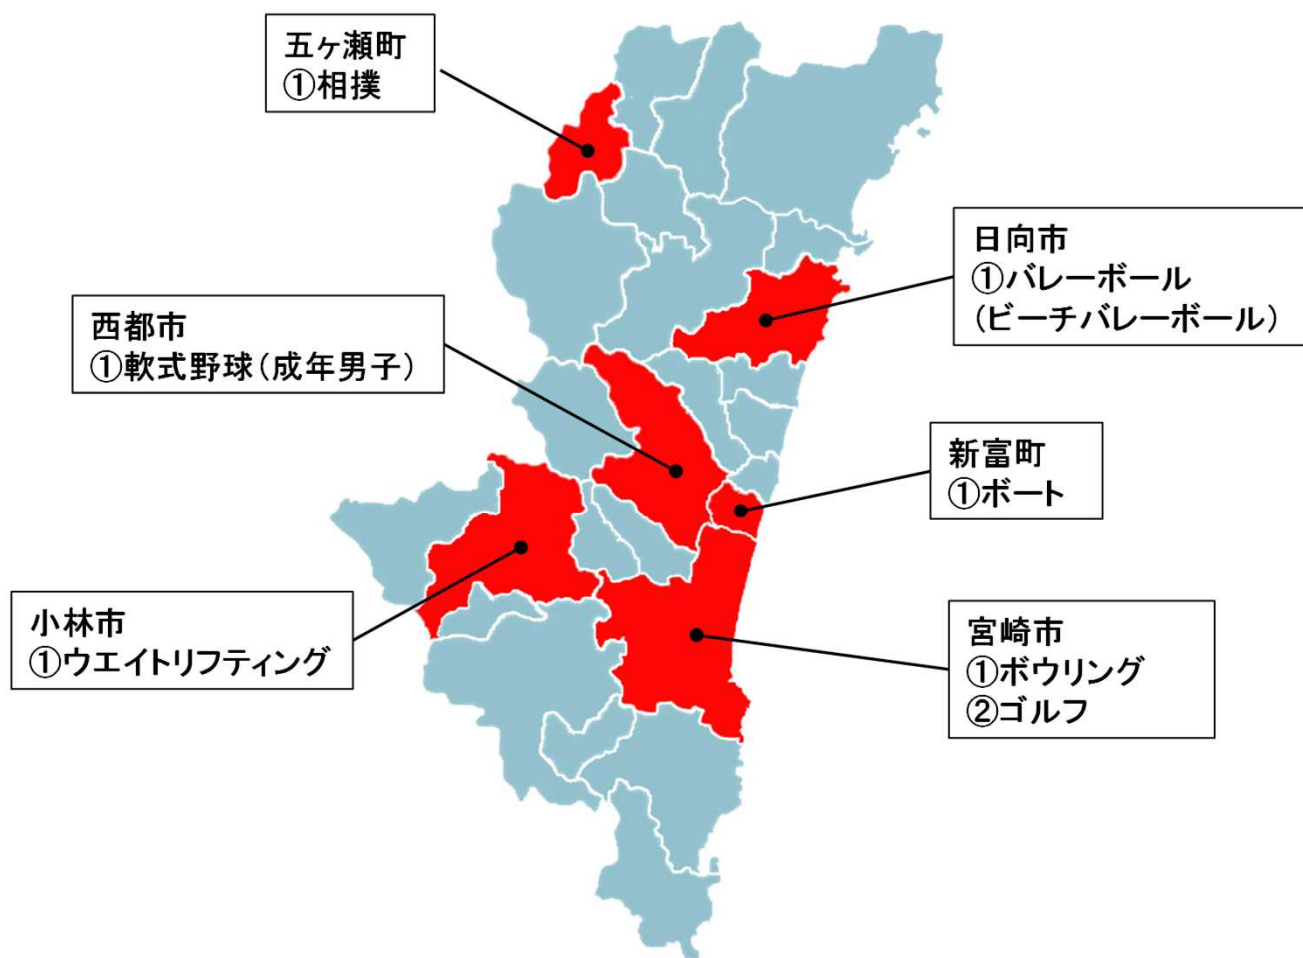 五ヶ瀬町
①相撲
日向市
①バレーボール
(ビーチバレーボール)
西都市
①軟式野球(成年男子)
新富町
①ボート
小林市
①ウエイトリフティング
宮崎市
①ボウリング
②ゴルフ